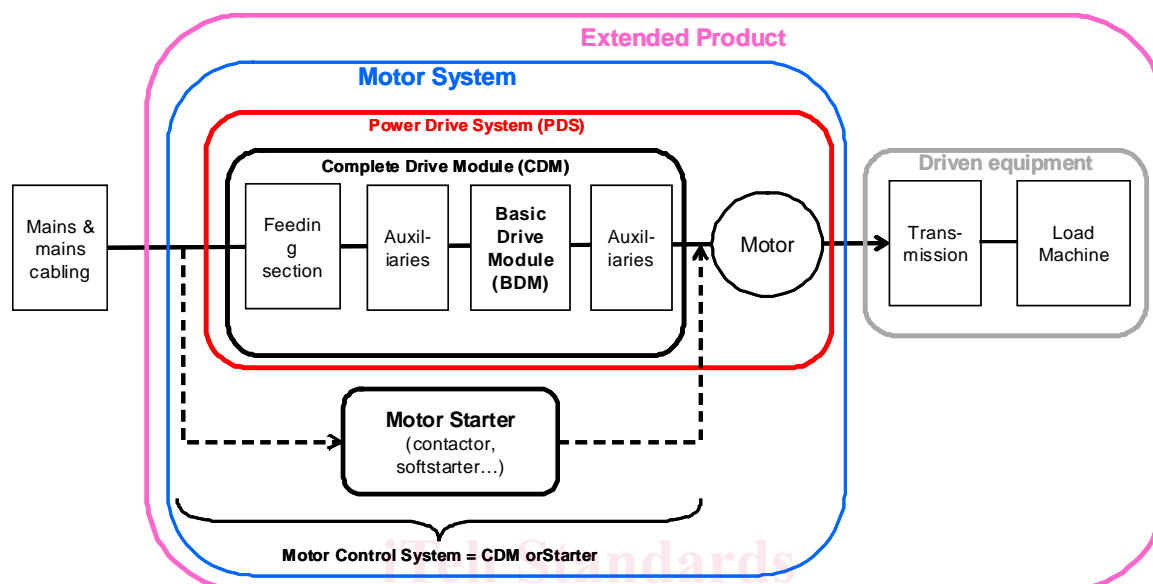 Extended Product
Motor System
Power Drive System (PDS)
Complete Drive Module (CDM)
Driven equipment
Mains &
mains
cabling
Feedin
g
section
Auxil-
iaries
Basic
Drive
Module
(BDM)
Auxil-
iaries
Motor
Trans-
mission
Load
Machine
Motor Starter
(contactor,
softstarter…)
Motor Control System = CDM orStarter
iTeh Standards